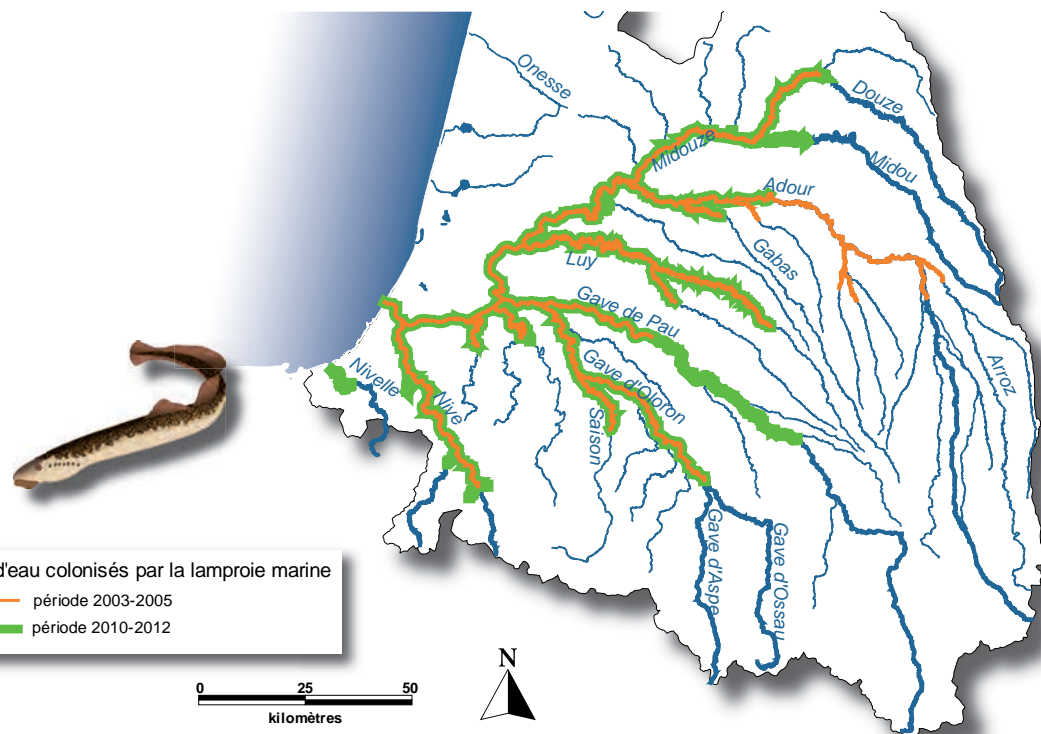 Onesse
Douze
Midouze
Midou
Adour
Gabas
Luy
Gave de Pau
Arroz
Nivelle
Nive
Gave d'Oloron
Saison
Gave d'Aspe
Gave d'Ossau
d'eau colonisés par la lamproie marine
période 2003-2005
période 2010-2012
N
0 25 50
kilomètres